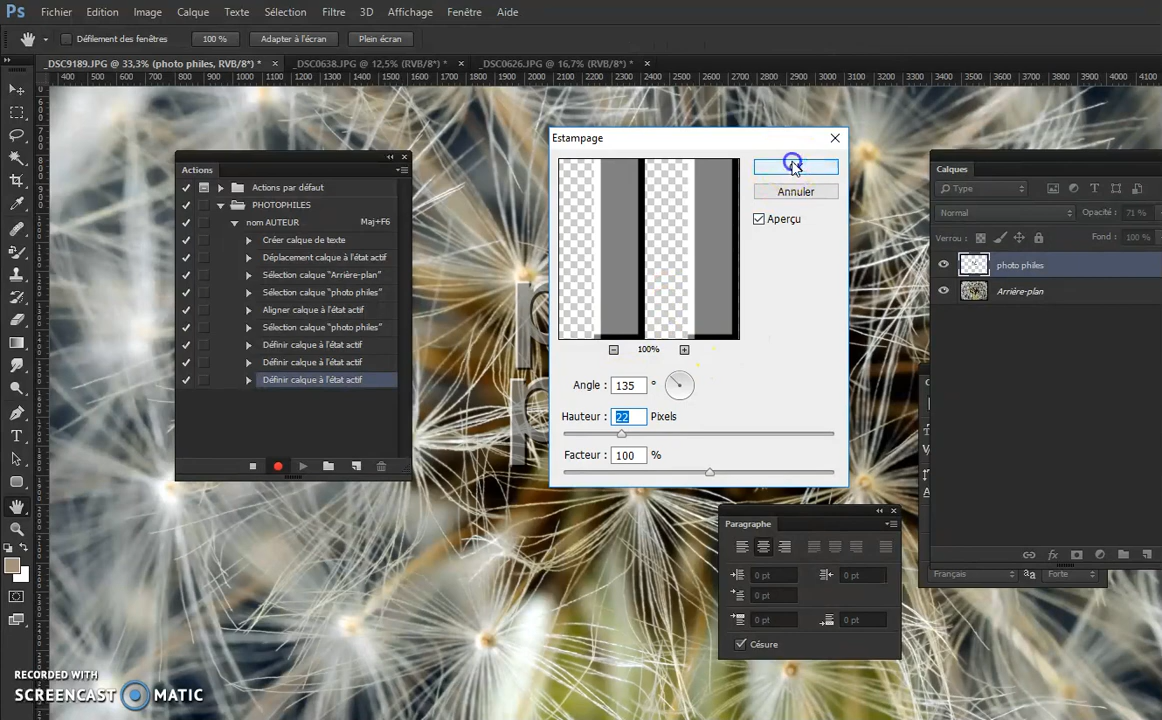 Ps Fichier Edition Image Calque Texte Sélection Filtre 3D Affichage Fenêtre Aide
Défilement des fenêtres 100 % Adapter à l'écran Plein écran
_DSC9189.JPG @ 33,3% (photo philes, RVB/8*) * × _DSC0638.JPG @ 12,5% (RVB/8*) * × _DSC0626.JPG @ 16,7% (RVB/8*) * ×
400 500 600 700 800 900 1000 1100 1200 1300 1400 1500 1600 1700 1800 1900 2000 2100 2200 2300 2400 2500 2600 2700 2800 2900 3000 3100 3200 3300 3400 3500 3600 3700 3800 3900 4000 4100
Estampage
Annuler
Aperçu
100%
Angle : 135 °
Hauteur : 22 Pixels
Facteur : 100 %
Actions
Actions par défaut
PHOTOPHILES
nom AUTEUR Maj+F6
Créer calque de texte
Déplacement calque actif
Sélection calque "Arrière-plan"
Sélection calque "photo philes"
Aligner calque à l'état actif
Sélection calque "photo philes"
Définir calque à l'état actif
Définir calque à l'état actif
Définir calque à l'état actif
Calques
Type
Normal Opacité : 71 %
Verrou : Fond : 100 %
photo philes
Arrière-plan
Paragraphe
0 pt 0 pt
0 pt
0 pt 0 pt
Césure
Français aa Forte
RECORDED WITH
SCREENCAST MATIC